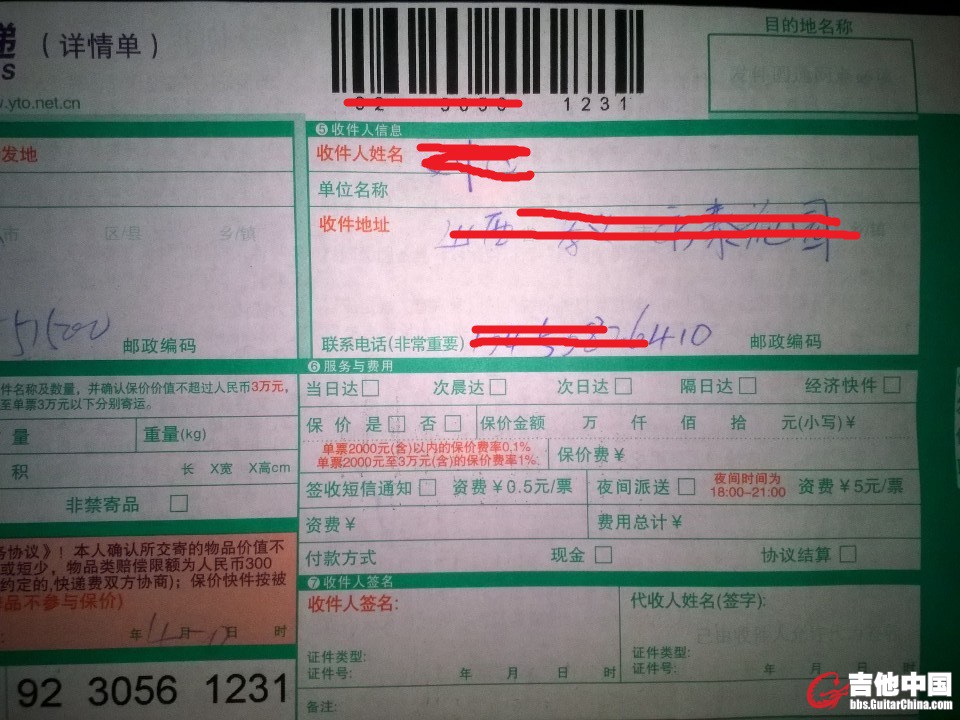 递 (详情单)
目的地名称
S
w.yto.net.cn
1231
⑤收件人信息
发地
收件人姓名
单位名称
收件地址
市 区/县 乡/镇
51500
邮政编码
联系电话(非常重要) 26410 邮政编码
⑥服务与费用
件名称及数量，并确认保价价值不超过人民币3万元，
至单票3万元以下分别寄运。
当日达□ 次晨达□ 次日达□ 隔日达□ 经济快件□
保价 是□ 否□ 保价金额 万 仟 佰 拾 元(小写)¥
量 重量(kg)
单票2000元(含)以内的保价费率0.1%
单票2000元至3万元(含)的保价费率1%
保价费¥
积 长 X宽 X高cm
签收短信通知□ 资费¥0.5元/票 夜间派送□ 夜间时间为
18:00~21:00 资费¥5元/票
非禁寄品 □
资费¥ 费用总计¥
付款方式 现金□ 协议结算□
务协议》！本人确认所交寄的物品价值不
或短少，物品类赔偿限额为人民币300
约定的,快递费双方协商)；保价快件按被
样品不参与保价)
⑦收件人签名
收件人签名:
代收人姓名(签字):
年 月 日 时
证件类型:
证件号: 年 月 日 时
证件类型:
证件号: 年 月 日 时
92 3056 1231
备注:
吉他中国
bbs.GuitarChina.com